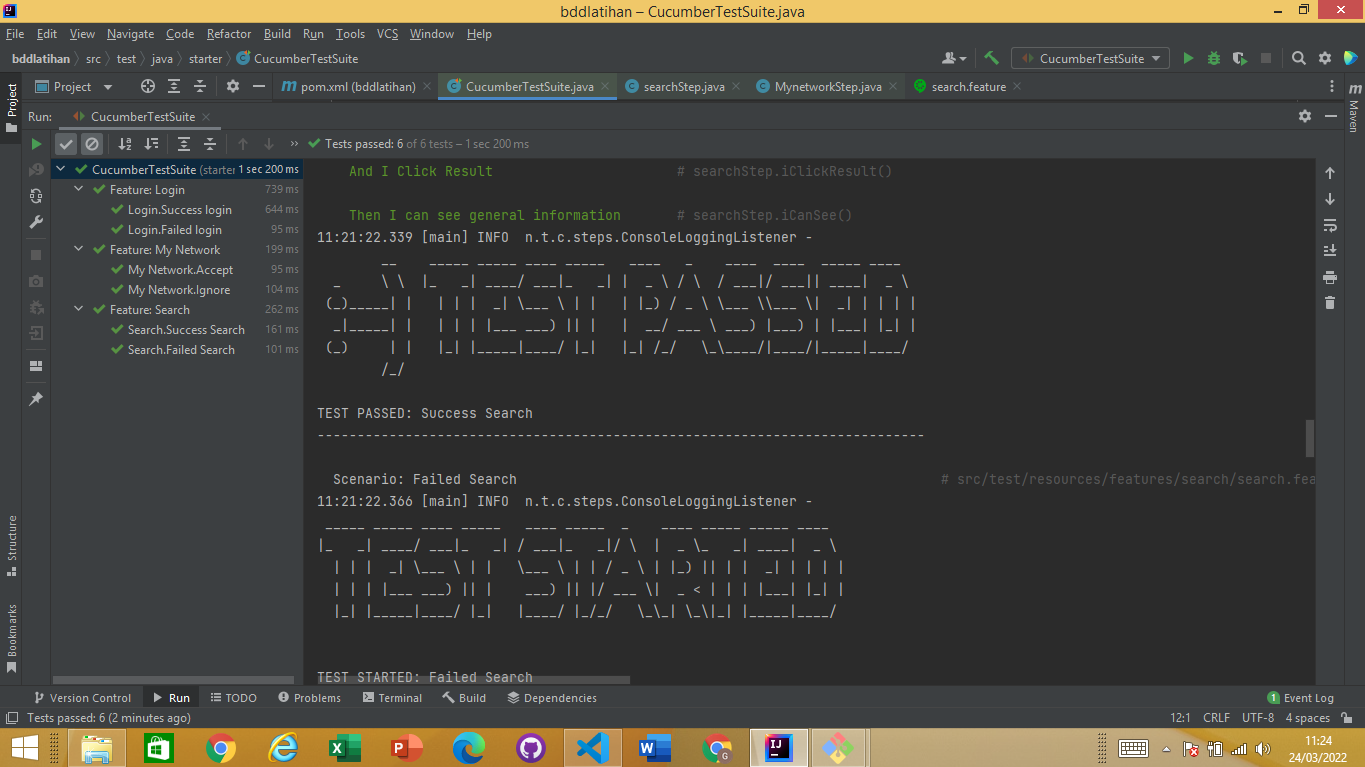 bddlatihan – CucumberTestSuite.java
File Edit View Navigate Code Refactor Build Run Tools VCS Window Help
bddlatihan src test java starter CucumberTestSuite
CucumberTestSuite
Project
pom.xml (bddlatihan) CucumberTestSuite.java searchStep.java MynetworkStep.java search.feature
Project
Maven
Run: CucumberTestSuite
Tests passed: 6 of 6 tests – 1 sec 200 ms
CucumberTestSuite (starter 1 sec 200 ms
Feature: Login 739 ms
Login.Success login 644 ms
Login.Failed login 95 ms
Feature: My Network 199 ms
My Network.Accept 95 ms
My Network.Ignore 104 ms
Feature: Search 262 ms
Search.Success Search 161 ms
Search.Failed Search 101 ms
And I Click Result # searchStep.iClickResult()
Then I can see general information # searchStep.iCanSee()
11:21:22.339 [main] INFO n.t.c.steps.ConsoleLoggingListener -
TEST PASSED
TEST PASSED: Success Search
--------------------------------------------------------------------------------
Scenario: Failed Search # src/test/resources/features/search/search.fea
11:21:22.366 [main] INFO n.t.c.steps.ConsoleLoggingListener -
TEST STARTED
TEST STARTED: Failed Search
Structure
Bookmarks
Version Control Run TODO Problems Terminal Build Dependencies 1 Event Log
Tests passed: 6 (2 minutes ago) 12:1 CRLF UTF-8 4 spaces
11:24
24/03/2022